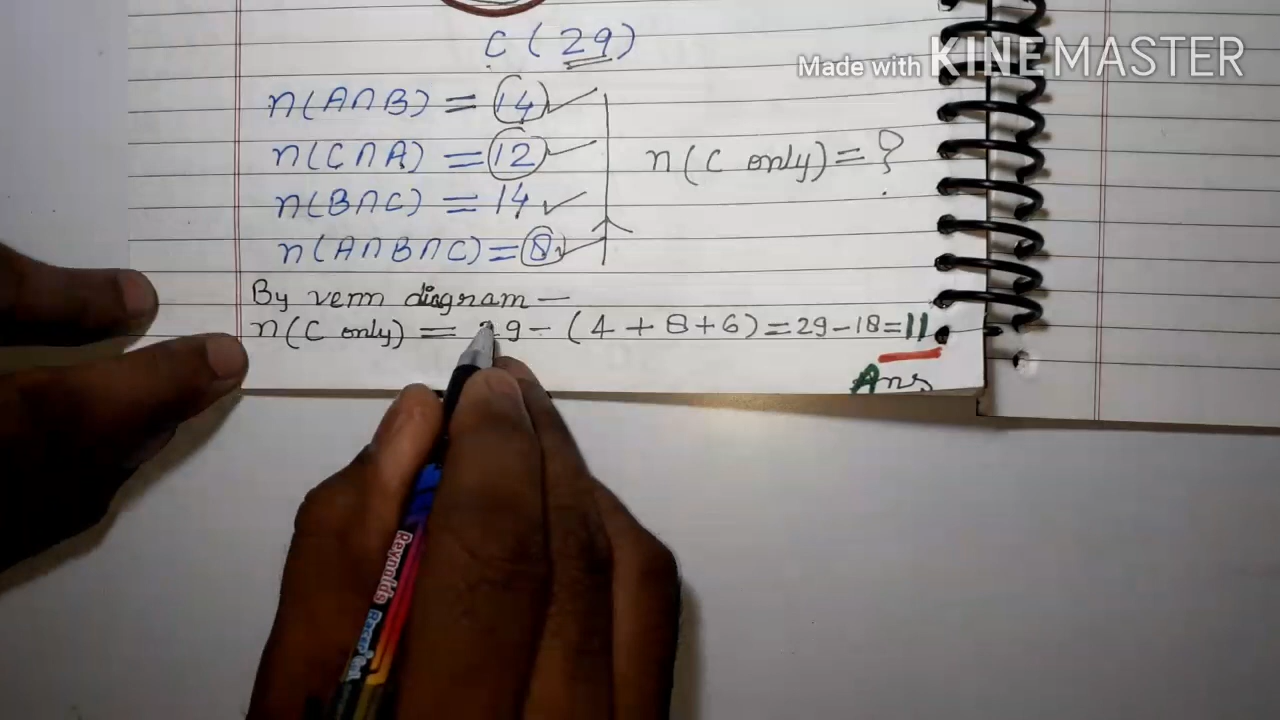 Made with KINEMASTER
C (29)
n(A∩B) = 14 ✓
n(C∩A) = 12 ✓
n(B∩C) = 14 ✓
n(A∩B∩C) = 8 ✓
n(C only) = ?
By venn diagram —
n(C only) = 29 - (4 + 8 + 6) = 29 - 18 = 11
Ans
Reynolds Racer